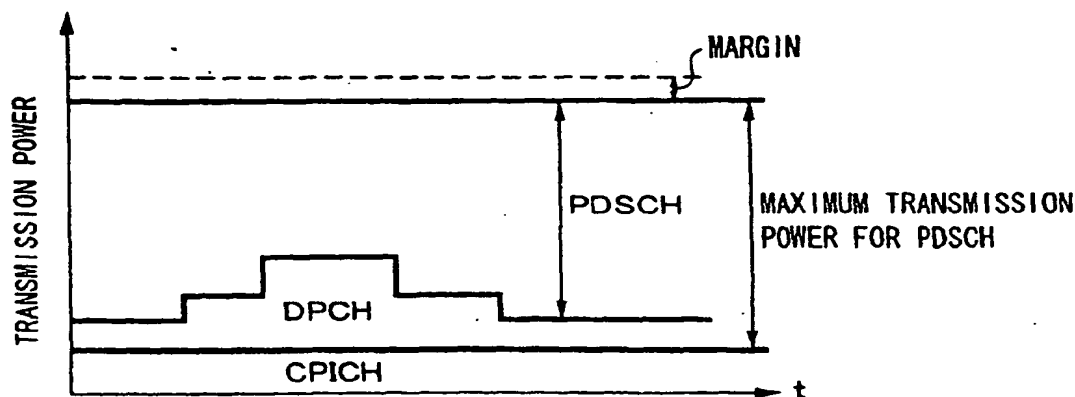 MARGIN
TRANSMISSION POWER
PDSCH
MAXIMUM TRANSMISSION
POWER FOR PDSCH
DPCH
CPICH
t